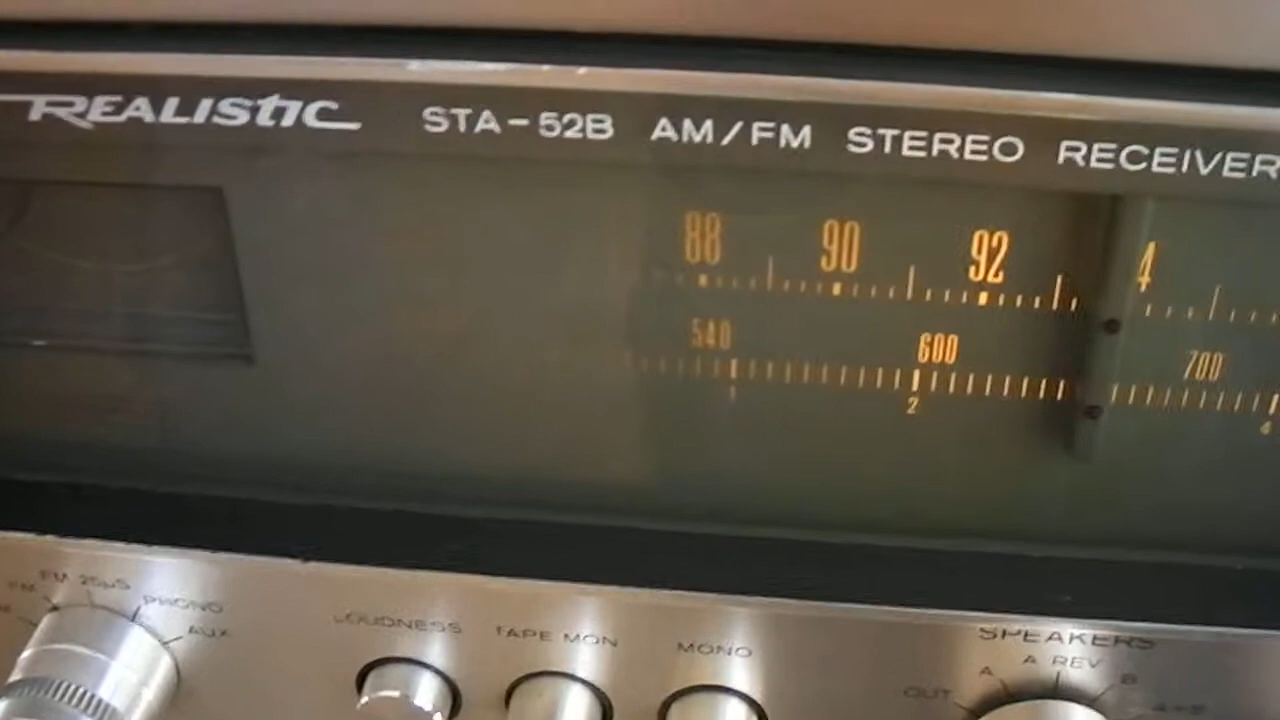 REALISTIC STA-52B AM/FM STEREO RECEIVER
88 90 92 4
540 600 700
1 2 4
FM FM 25µS PHONO AUX
LOUDNESS TAPE MON MONO
SPEAKERS
OUT A A REV B A+B